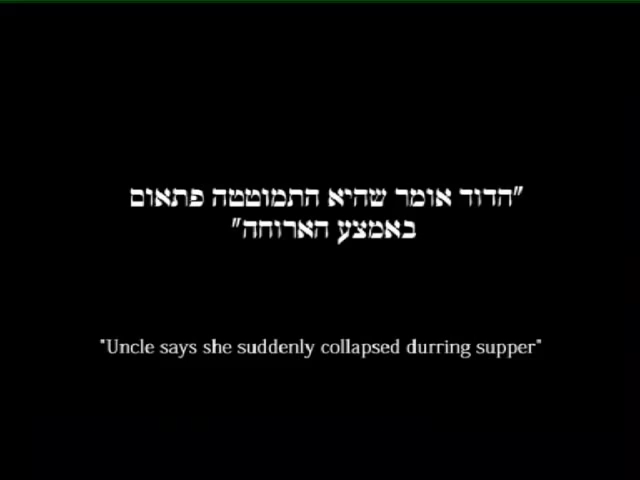 "הדוד אומר שהיא התמוטטה פתאום
באמצע הארוחה"
"Uncle says she suddenly collapsed durring supper"